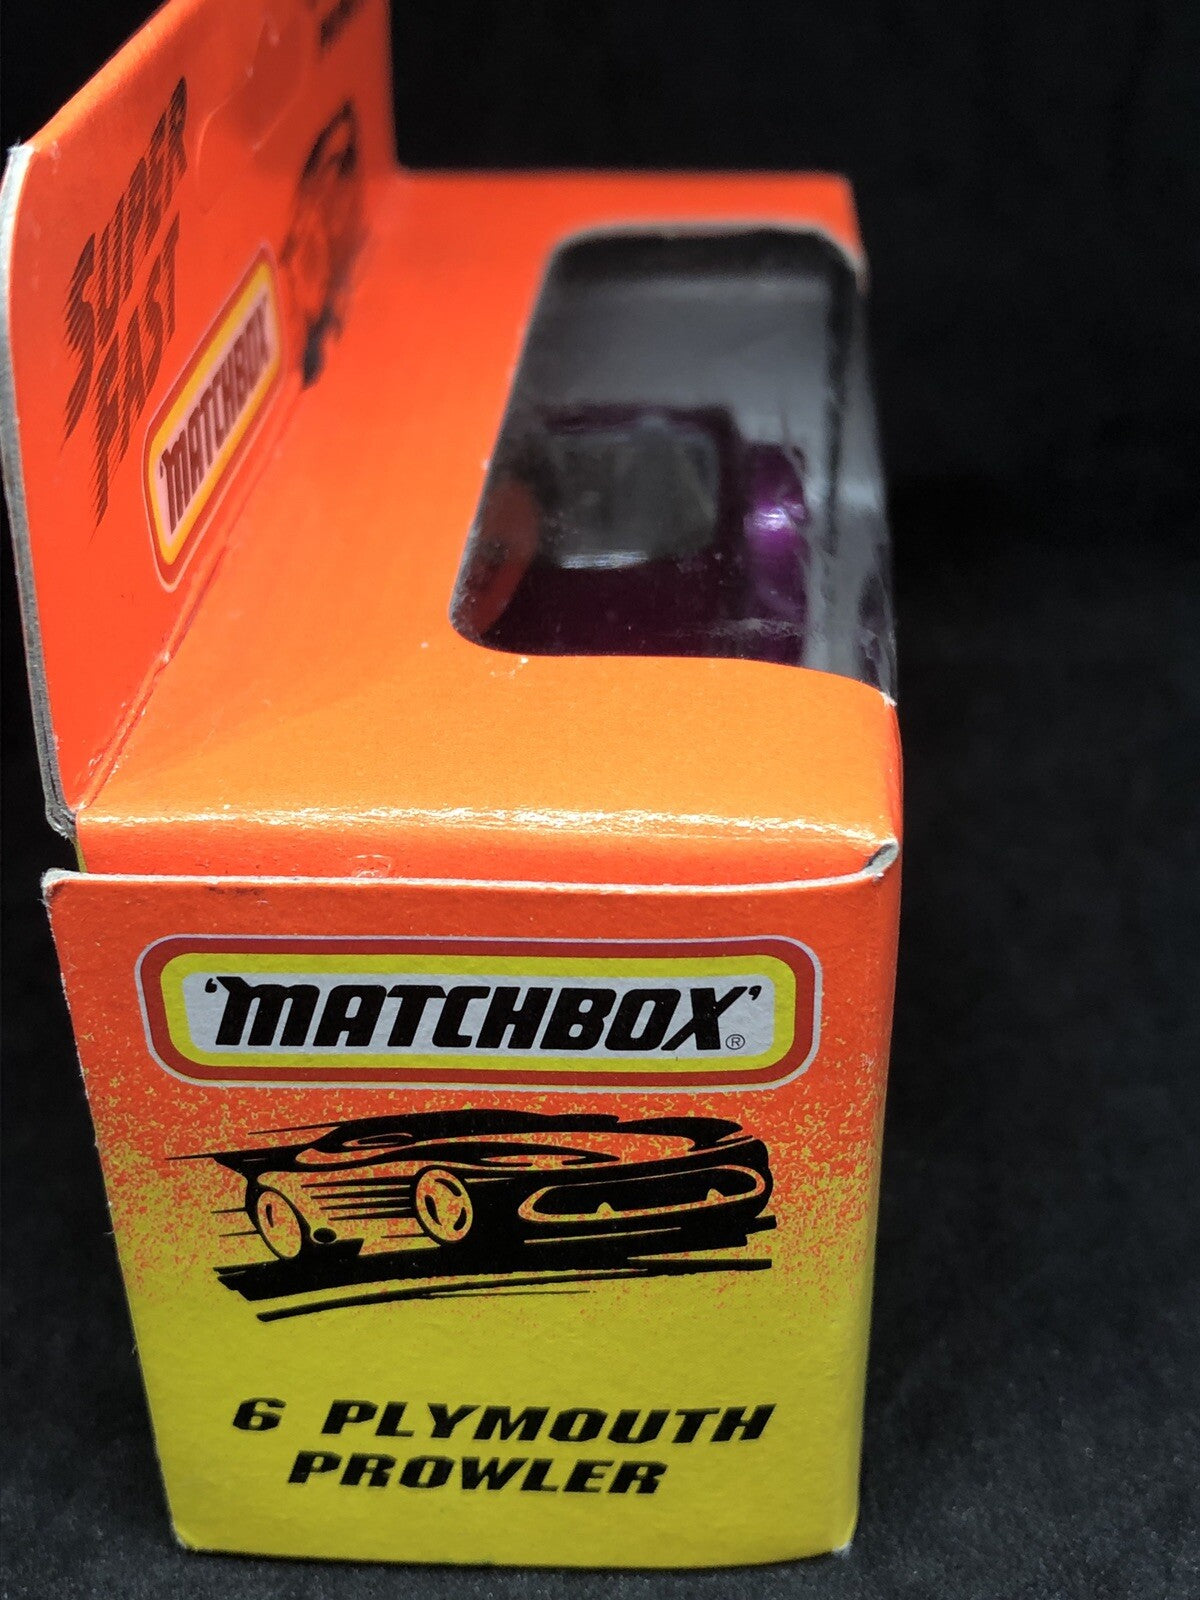 SUPER
FAST
'MATCHBOX'
'MATCHBOX'®
6 PLYMOUTH
PROWLER